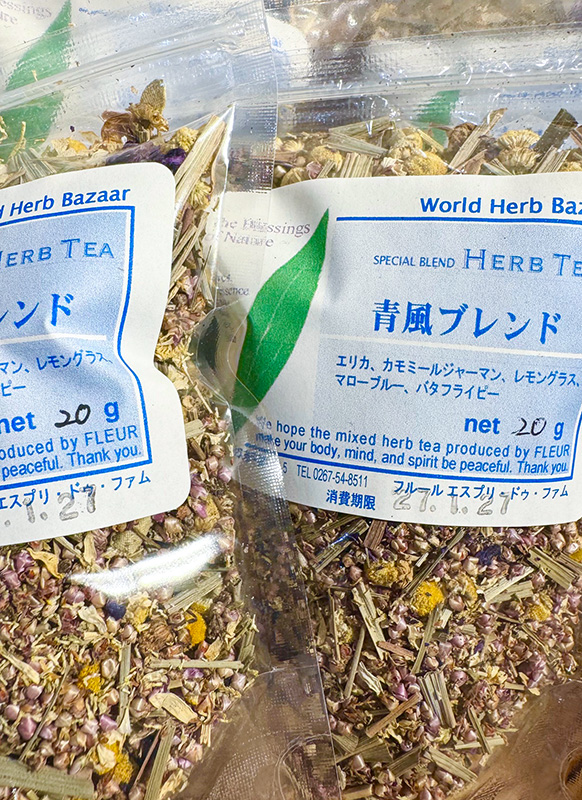 d Herb Bazaar
HERB TEA
レンド
マン、レモングラス、
ピー
net 20 g
produced by FLEUR
peaceful. Thank you.
エスプリ・ドゥ・ファム
.1.27
World Herb Baz
The Blessings
Nature
SPECIAL BLEND HERB TE
青風ブレンド
エリカ、カモミールジャーマン、レモングラス、
マローブルー、バタフライピー
net 20 g
We hope the mixed herb tea produced by FLEUR
make your body, mind, and spirit be peaceful. Thank you.
5 TEL 0267-54-8511
フルール エスプリ・ドゥ・ファム
消費期限 27.1.27